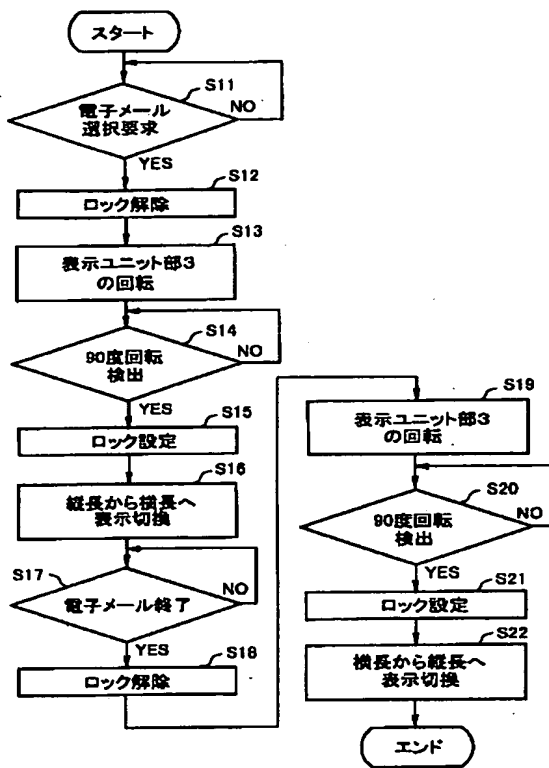 スタート
S11
電子メール
選択要求
NO
YES
S12
ロック解除
S13
表示ユニット部3
の回転
S14
90度回転
検出
NO
YES
S15
ロック設定
S16
縦長から横長へ
表示切換
S17
電子メール終了
NO
YES
S18
ロック解除
S19
表示ユニット部3
の回転
S20
90度回転
検出
NO
YES
S21
ロック設定
S22
横長から縦長へ
表示切換
エンド